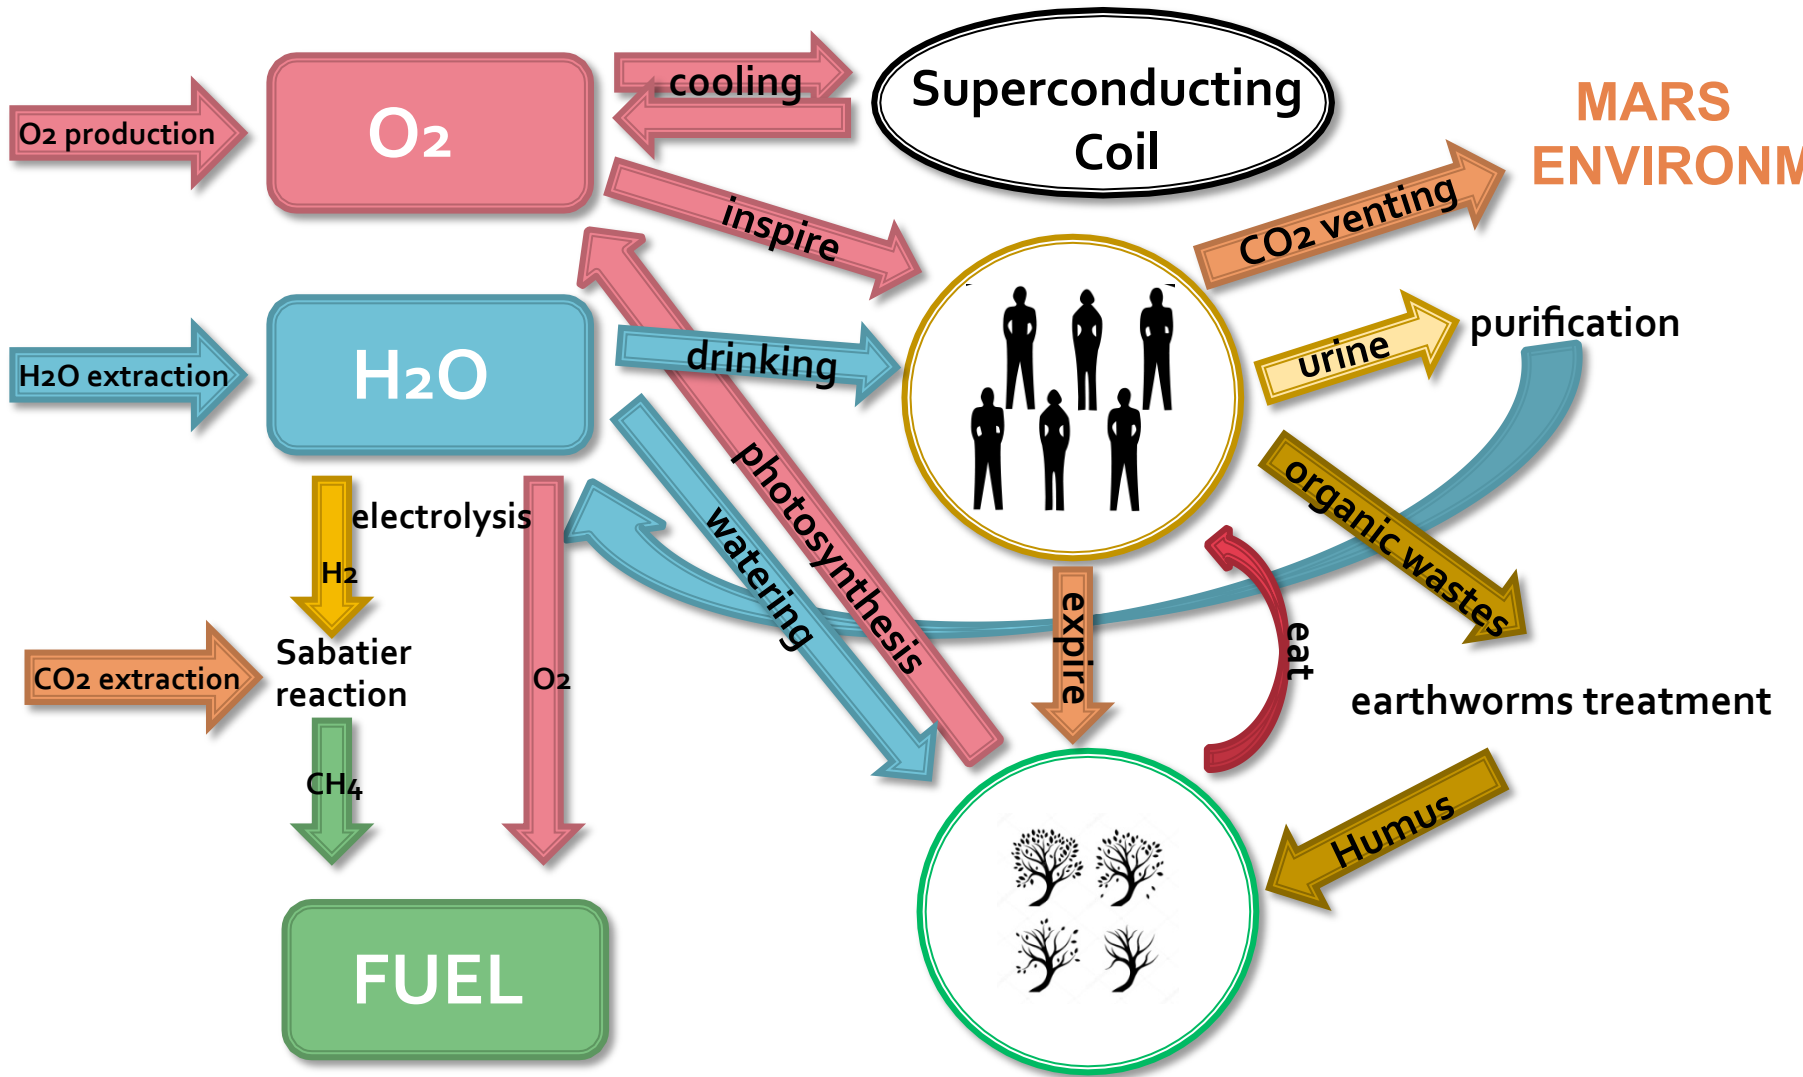 O2 production
O2
cooling
Superconducting
Coil
MARS
ENVIRONM
inspire
CO2 venting
H2O extraction
H2O
drinking
urine
purification
photosynthesis
watering
organic wastes
electrolysis
H2
O2
expire
eat
CO2 extraction
Sabatier
reaction
earthworms treatment
CH4
Humus
FUEL